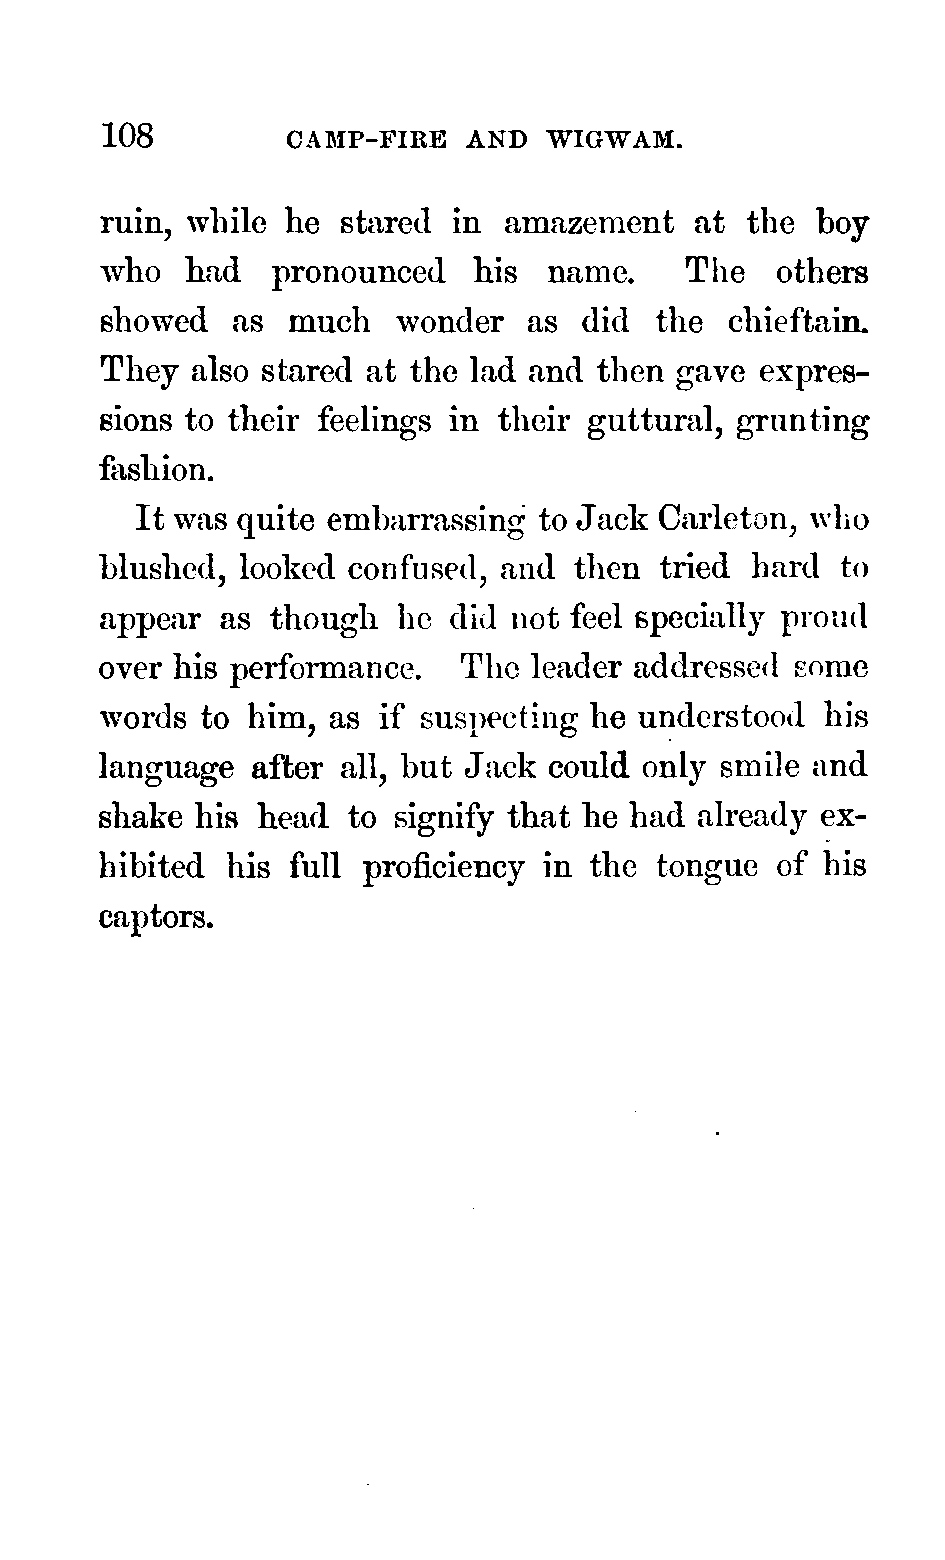 108 CAMP-FIRE AND WIGWAM.
ruin, while he stared in amazement at the boy
who had pronounced his name. The others
showed as much wonder as did the chieftain.
They also stared at the lad and then gave expres-
sions to their feelings in their guttural, grunting
fashion.
It was quite embarrassing to Jack Carleton, who
blushed, looked confused, and then tried hard to
appear as though he did not feel specially proud
over his performance. The leader addressed some
words to him, as if suspecting he understood his
language after all, but Jack could only smile and
shake his head to signify that he had already ex-
hibited his full proficiency in the tongue of his
captors.